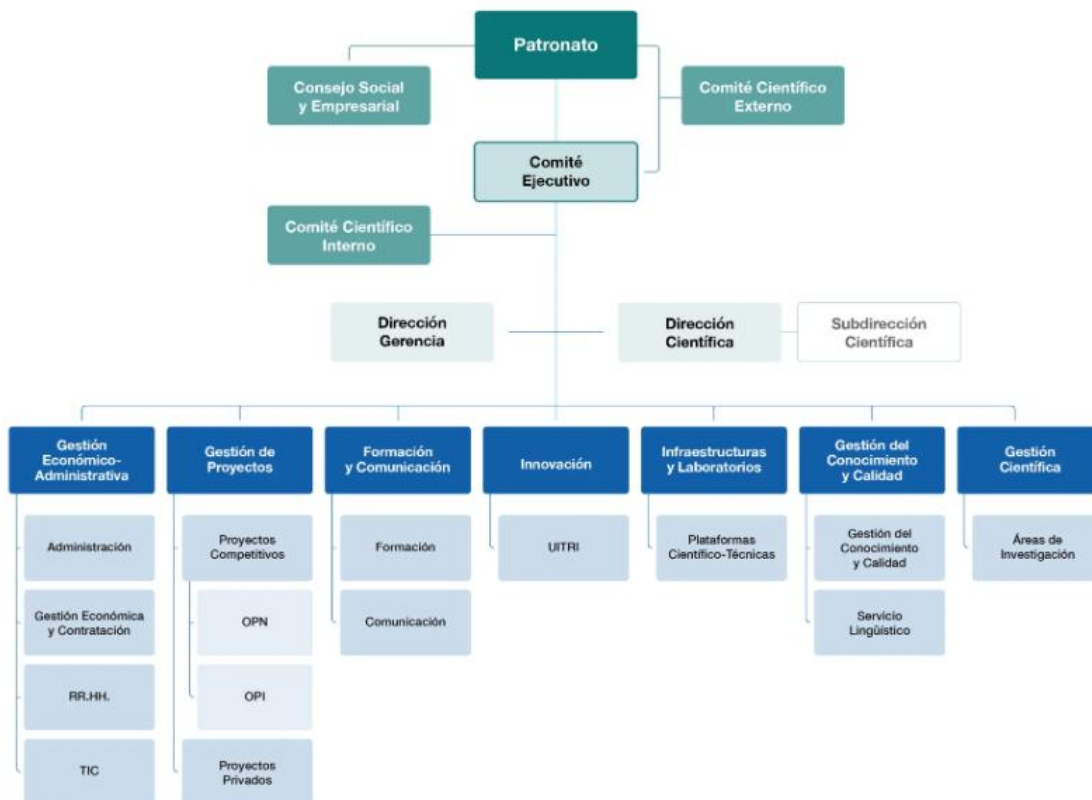 Patronato
Consejo Social
y Empresarial
Comité Científico
Externo
Comité
Ejecutivo
Comité Científico
Interno
Dirección
Gerencia
Dirección
Científica
Subdirección
Científica
Gestión
Económico-
Administrativa
Gestión de
Proyectos
Formación
y Comunicación
Innovación
Infraestructuras
y Laboratorios
Gestión del
Conocimiento
y Calidad
Gestión
Científica
Administración
Gestión Económica
y Contratación
RR.HH.
TIC
Proyectos
Competitivos
OPN
OPI
Proyectos
Privados
Formación
Comunicación
UITRI
Plataformas
Científico-Técnicas
Gestión del
Conocimiento
y Calidad
Servicio
Lingüístico
Áreas de
Investigación